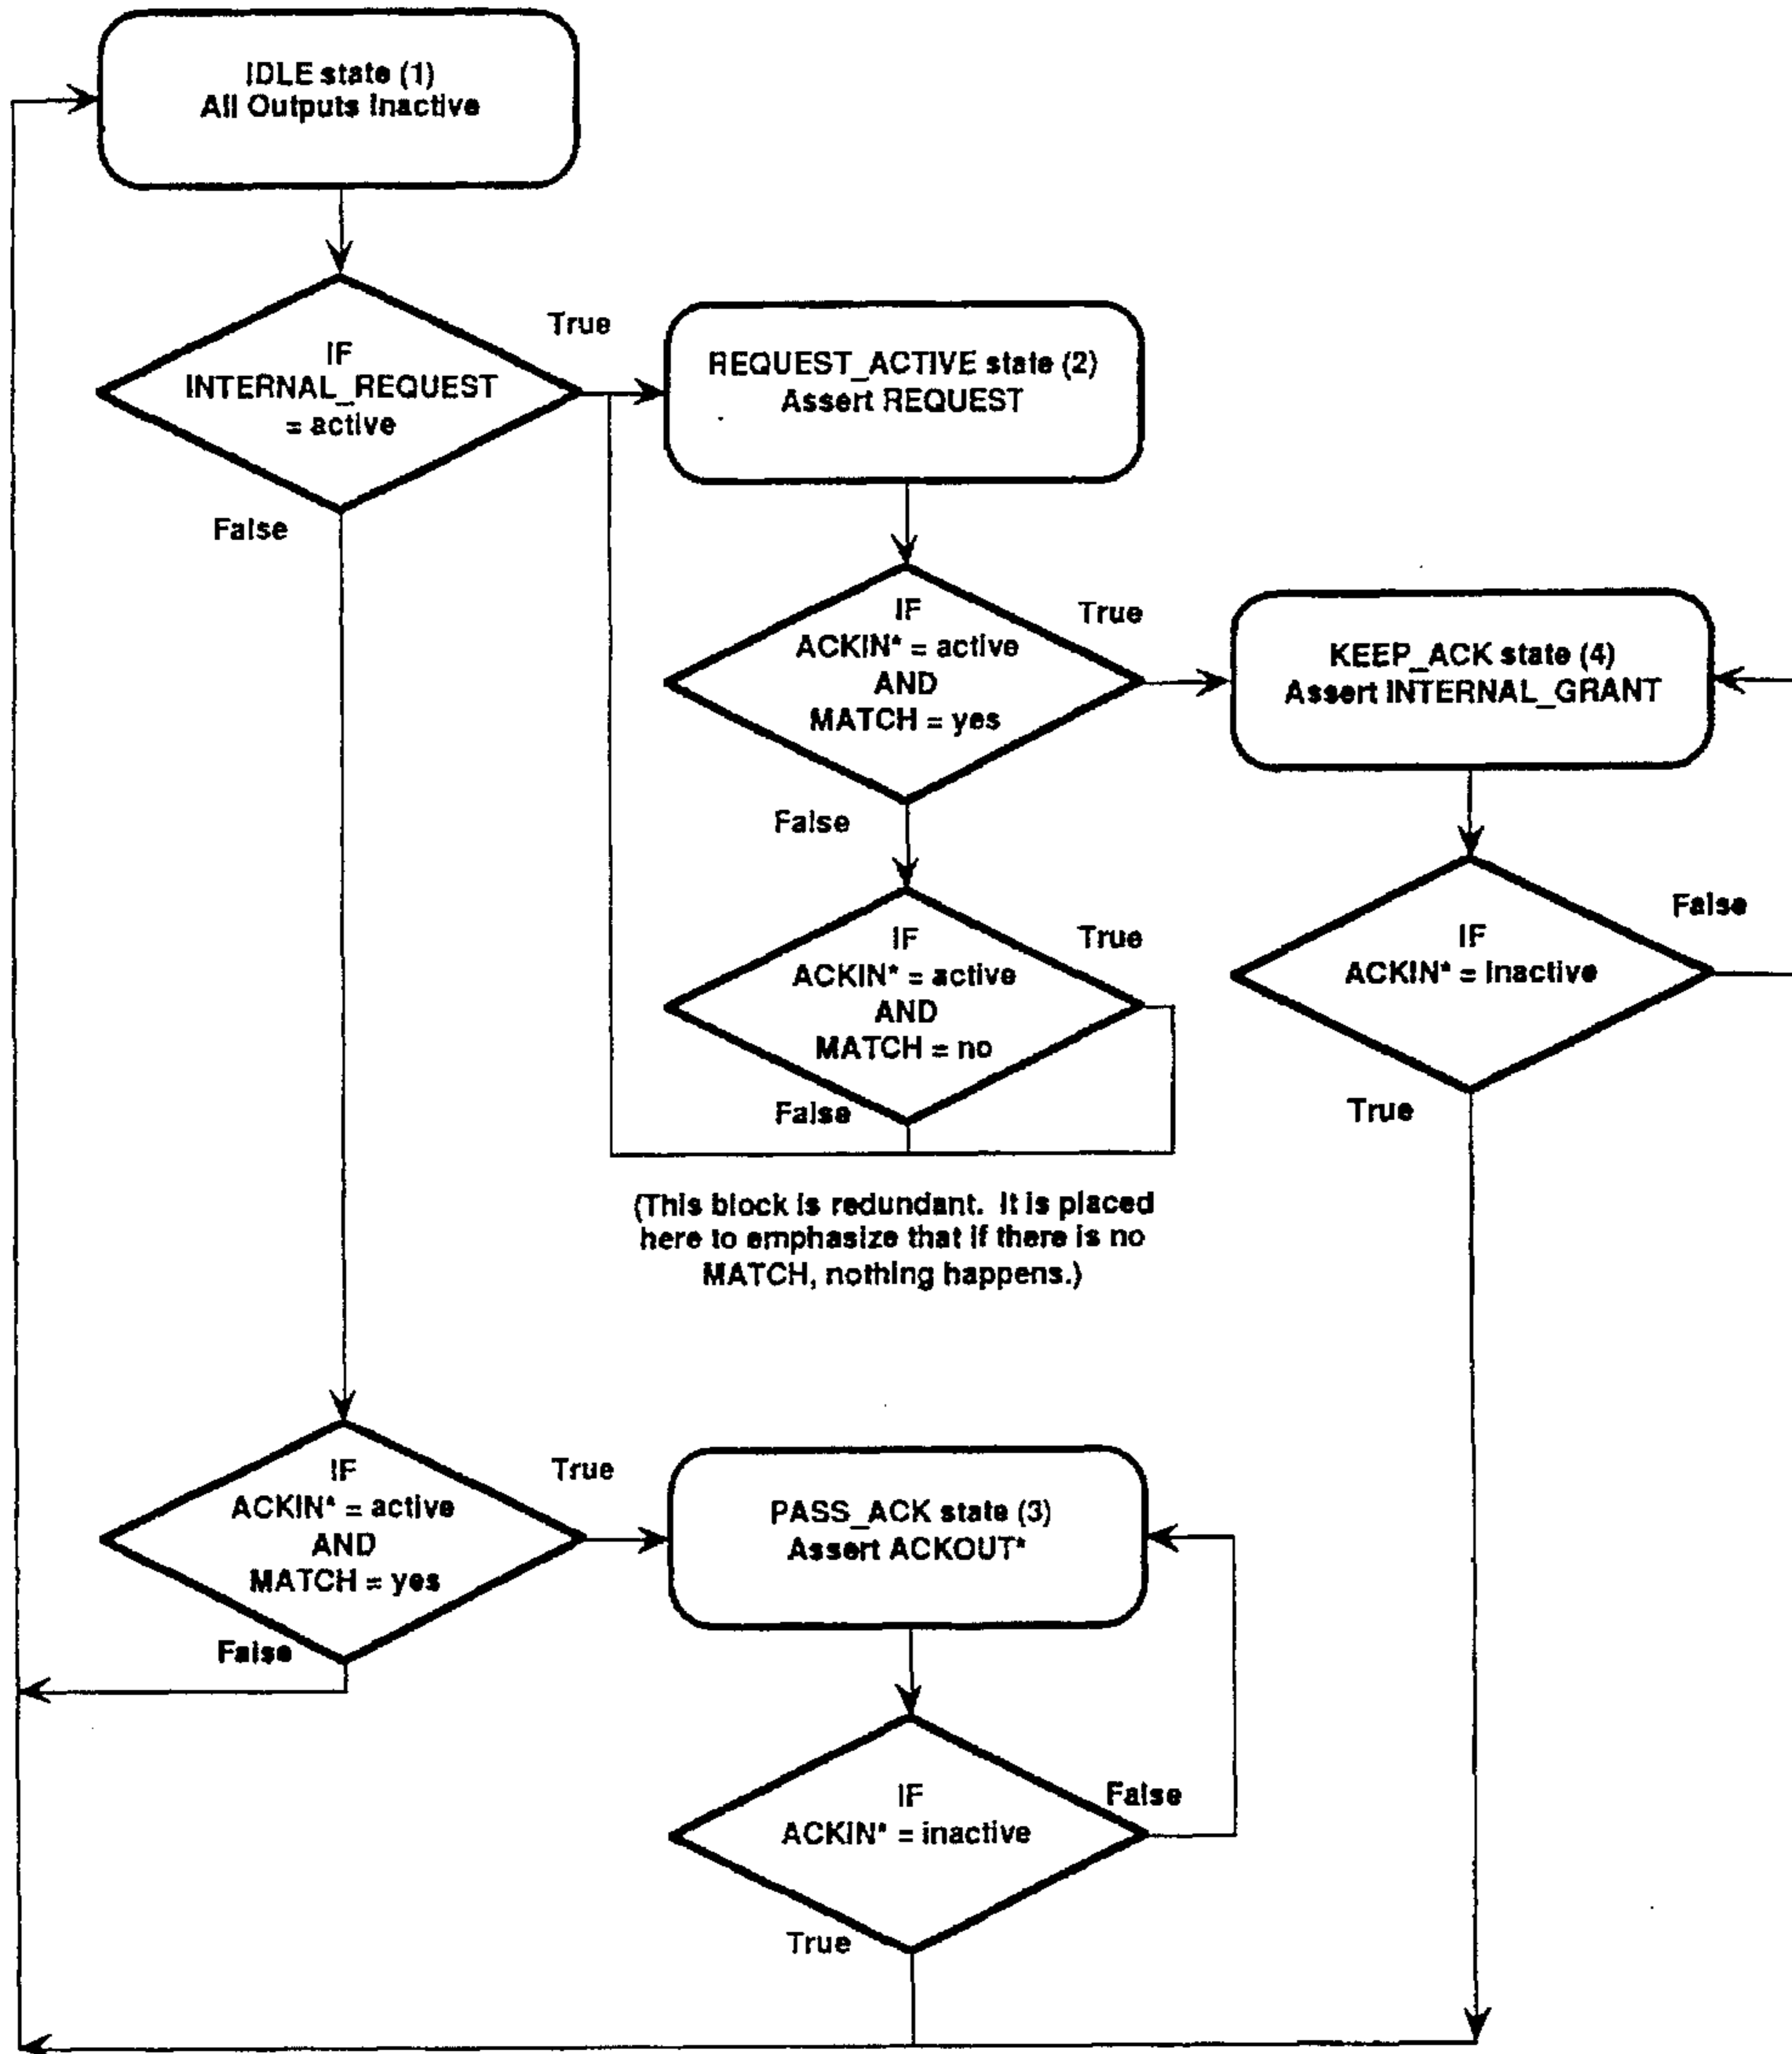 IDLE state (1)
All Outputs Inactive
IF
INTERNAL_REQUEST
= active
True
False
REQUEST_ACTIVE state (2)
Assert REQUEST
IF
ACKIN* = active
AND
MATCH = yes
True
False
KEEP_ACK state (4)
Assert INTERNAL_GRANT
IF
ACKIN* = active
AND
MATCH = no
True
False
IF
ACKIN* = Inactive
False
True
(This block is redundant. It is placed
here to emphasize that if there is no
MATCH, nothing happens.)
IF
ACKIN* = active
AND
MATCH = yes
True
False
PASS_ACK state (3)
Assert ACKOUT*
IF
ACKIN* = inactive
False
True